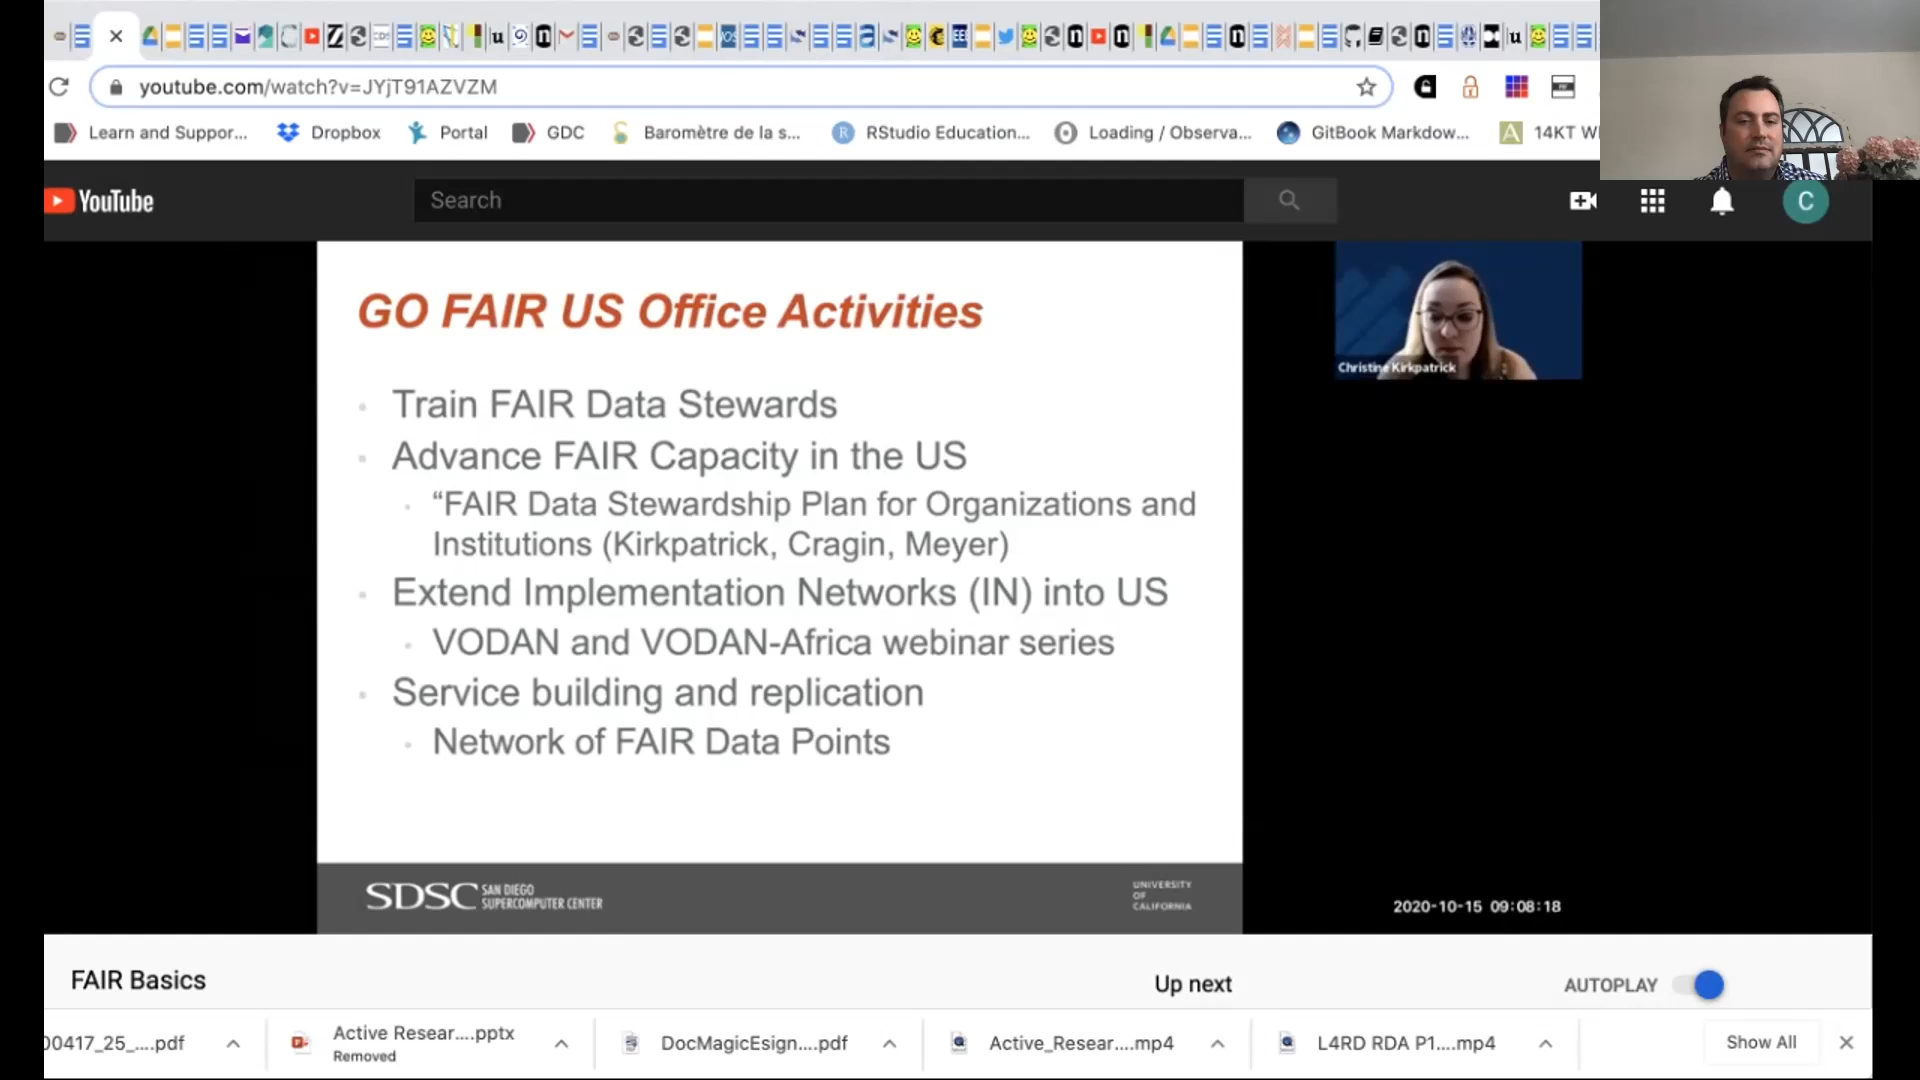 youtube.com/watch?v=JYjT91AZVZM
Learn and Suppor...
Dropbox
Portal
GDC
Baromètre de la s...
RStudio Education...
Loading / Observa...
GitBook Markdow...
14KT
YouTube
Search
C
GO FAIR US Office Activities
Train FAIR Data Stewards
Advance FAIR Capacity in the US
“FAIR Data Stewardship Plan for Organizations and
Institutions (Kirkpatrick, Cragin, Meyer)
Extend Implementation Networks (IN) into US
VODAN and VODAN-Africa webinar series
Service building and replication
Network of FAIR Data Points
SDSC SAN DIEGO
SUPERCOMPUTER CENTER
UNIVERSITY
OF
CALIFORNIA
Christine Kirkpatrick
2020-10-15 09:08:18
FAIR Basics
Up next
AUTOPLAY
00417_25_....pdf
Active Resear....pptx
Removed
DocMagicEsign....pdf
Active_Resear....mp4
L4RD RDA P1....mp4
Show All